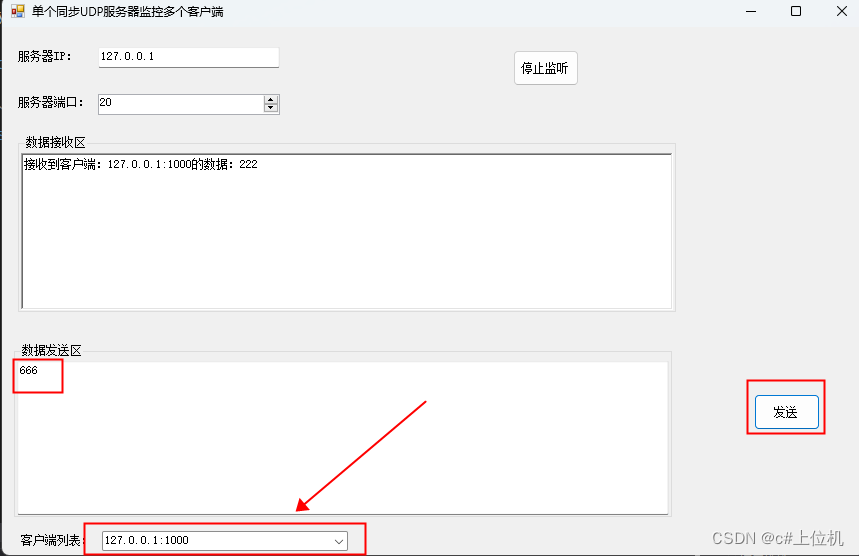 单个同步UDP服务器监控多个客户端
服务器IP: 127.0.0.1
停止监听
服务器端口: 20
数据接收区
接收到客户端: 127.0.0.1:1000的数据: 222
数据发送区
666
发送
客户端列表: 127.0.0.1:1000
CSDN @c#上位机